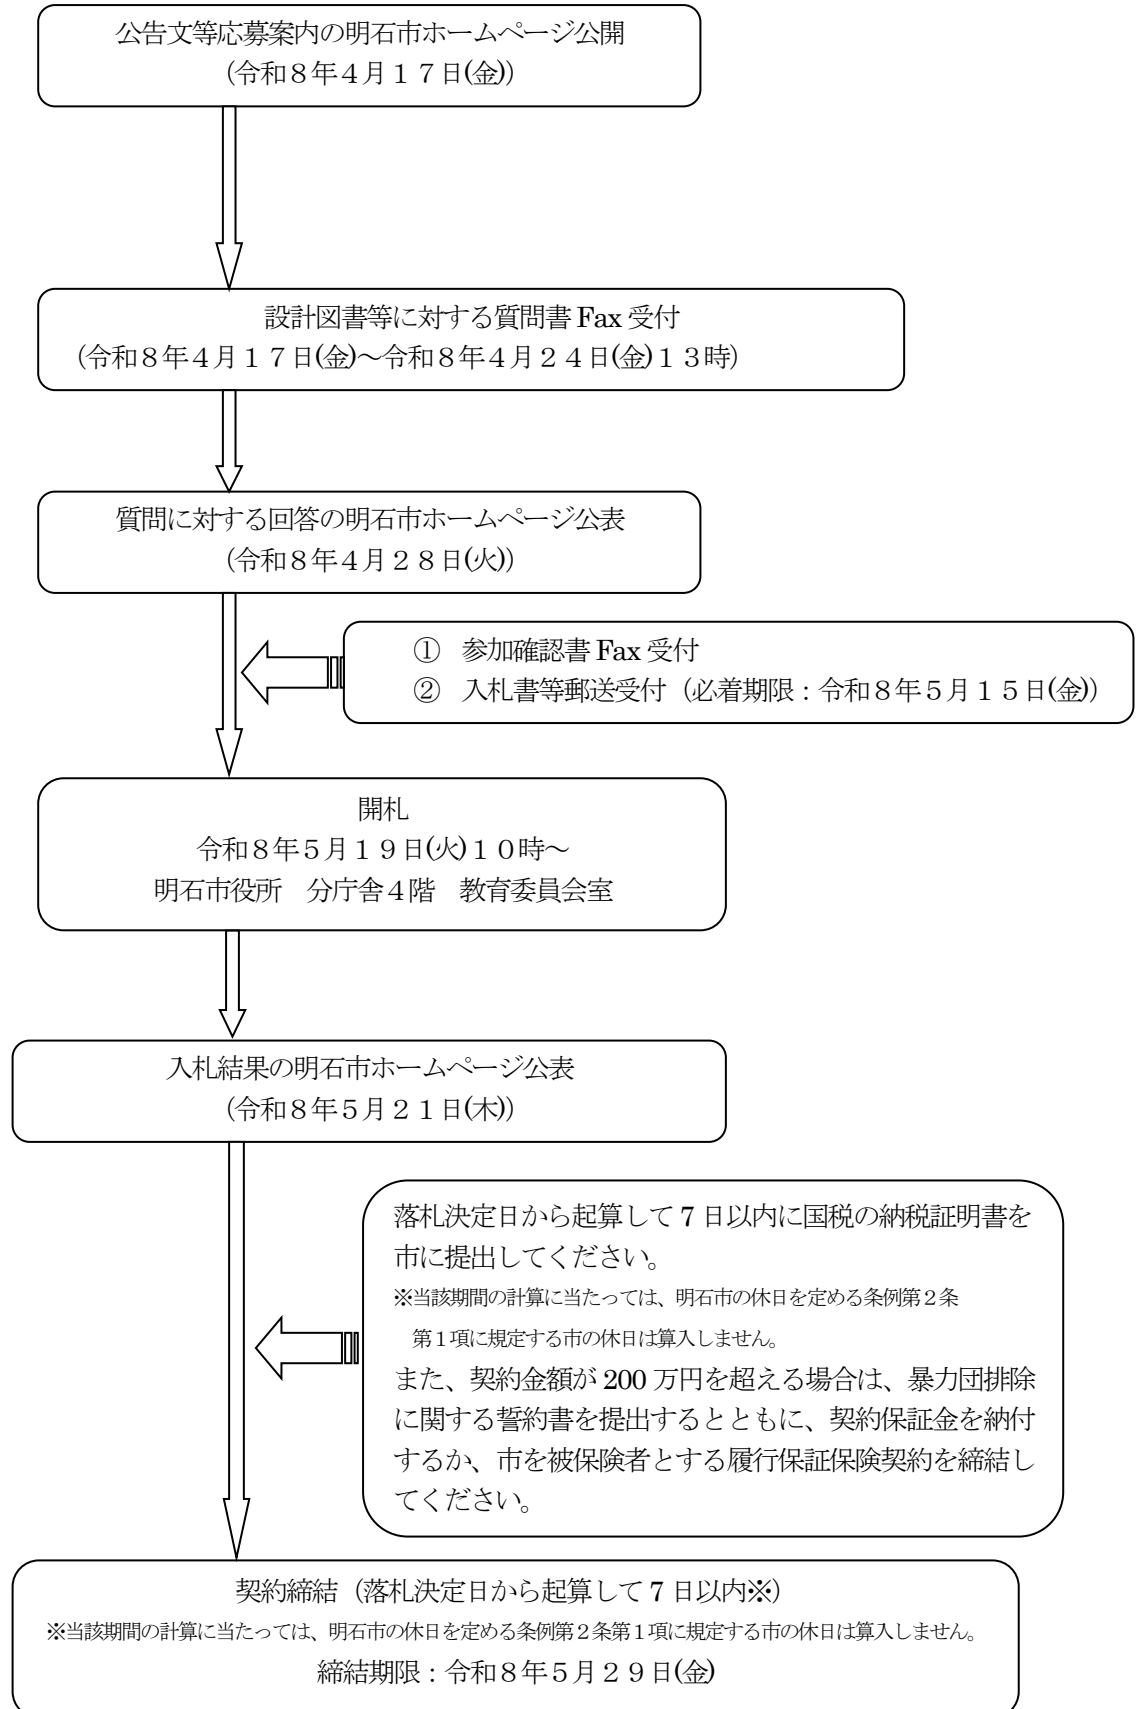 公告文等応募案内の明石市ホームページ公開
（令和８年４月１７日(金)）
設計図書等に対する質問書 Fax 受付
（令和８年４月１７日(金)～令和８年４月２４日(金)１３時）
質問に対する回答の明石市ホームページ公表
（令和８年４月２８日(火)）
① 参加確認書 Fax 受付
② 入札書等郵送受付（必着期限：令和８年５月１５日(金)）
開札
令和８年５月１９日(火)１０時～
明石市役所　分庁舎４階　教育委員会室
入札結果の明石市ホームページ公表
（令和８年５月２１日(木)）
落札決定日から起算して 7 日以内に国税の納税証明書を
市に提出してください。
※当該期間の計算に当たっては、明石市の休日を定める条例第２条
第１項に規定する市の休日は算入しません。
また、契約金額が 200 万円を超える場合は、暴力団排除
に関する誓約書を提出するとともに、契約保証金を納付
するか、市を被保険者とする履行保証保険契約を締結し
てください。
契約締結（落札決定日から起算して 7 日以内※）
※当該期間の計算に当たっては、明石市の休日を定める条例第２条第１項に規定する市の休日は算入しません。
締結期限：令和８年５月２９日(金)